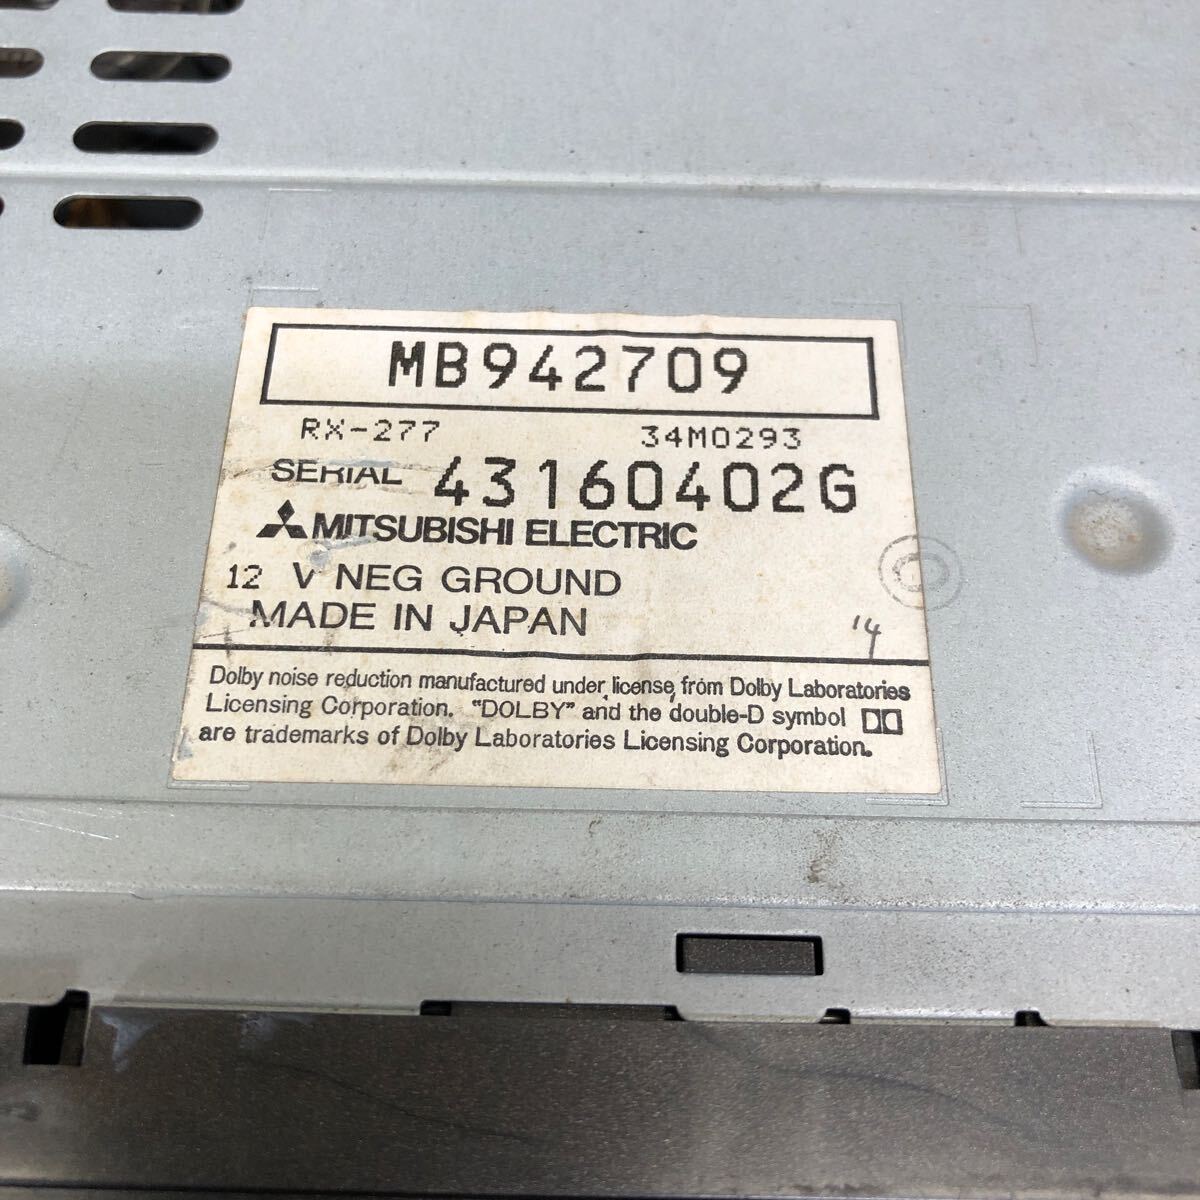 MB942709
RX-277 34M0293
SERIAL 43160402G
MITSUBISHI ELECTRIC
12 V NEG GROUND
MADE IN JAPAN
14
Dolby noise reduction manufactured under license from Dolby Laboratories
Licensing Corporation. "DOLBY" and the double-D symbol
are trademarks of Dolby Laboratories Licensing Corporation.